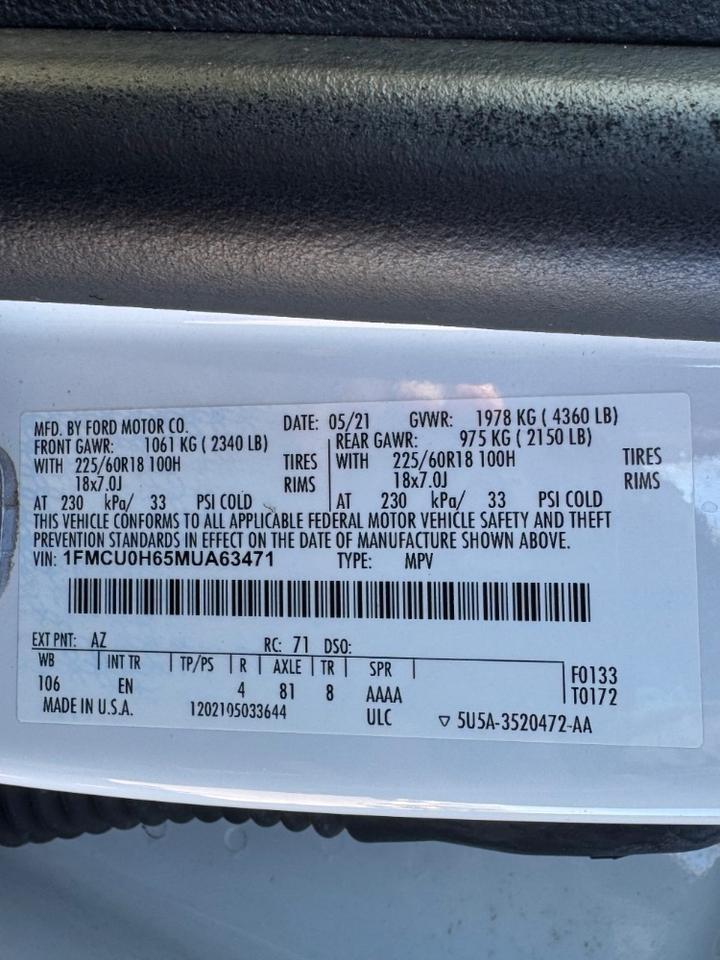 MFD. BY FORD MOTOR CO. DATE: 05/21 GVWR: 1978 KG ( 4360 LB)
FRONT GAWR: 1061 KG ( 2340 LB) REAR GAWR: 975 KG ( 2150 LB)
WITH 225/60R18 100H TIRES WITH 225/60R18 100H TIRES
18x7.0J RIMS 18x7.0J RIMS
AT 230 kPa/ 33 PSI COLD AT 230 kPa/ 33 PSI COLD
THIS VEHICLE CONFORMS TO ALL APPLICABLE FEDERAL MOTOR VEHICLE SAFETY AND THEFT
PREVENTION STANDARDS IN EFFECT ON THE DATE OF MANUFACTURE SHOWN ABOVE.
VIN: 1FMCU0H65MUA63471 TYPE: MPV
EXT PNT: AZ RC: 71 DSO:
WB INT TR TP/PS R AXLE TR SPR F0133
106 EN 4 81 8 AAAA T0172
MADE IN U.S.A. 1202105033644 ULC ▽ 5U5A-3520472-AA